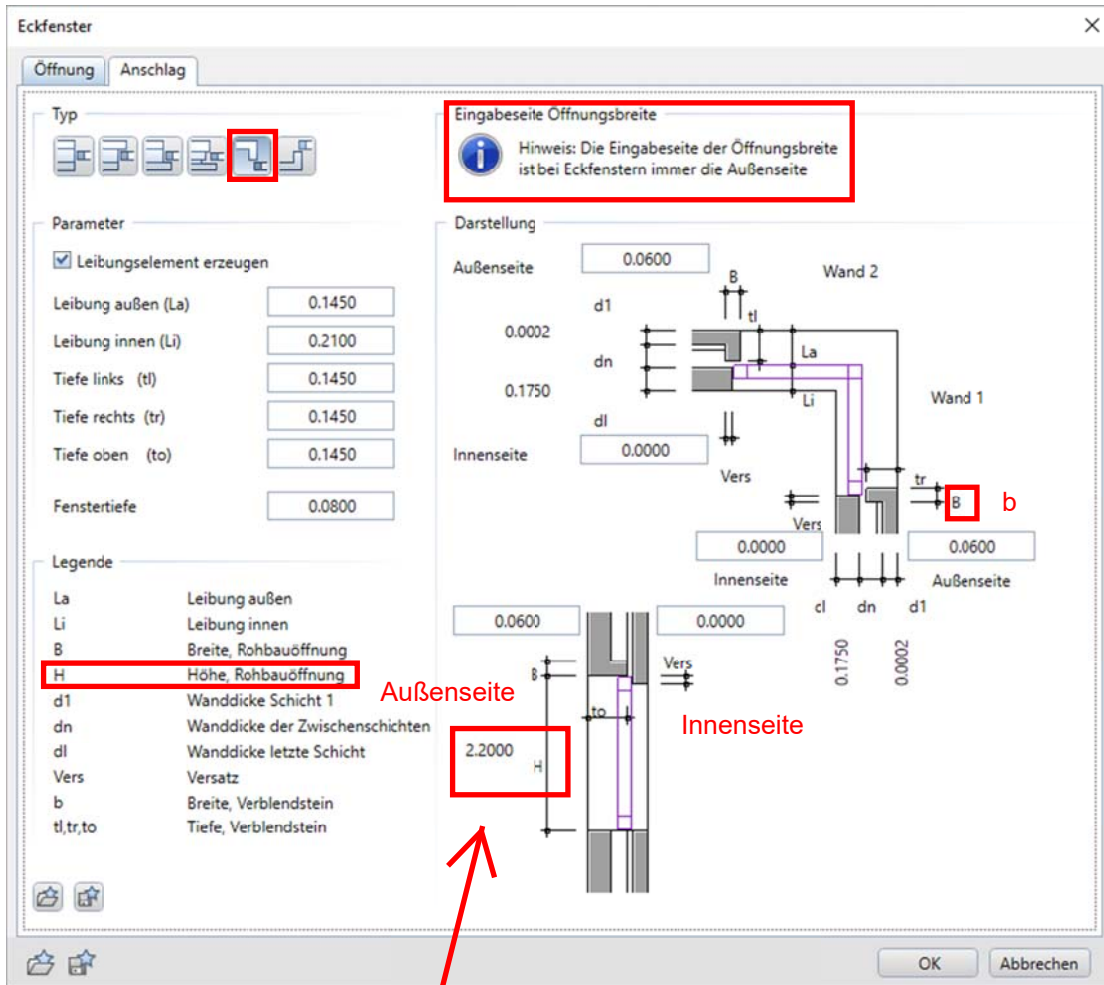 Eckfenster
Öffnung
Anschlag
Typ
Eingabeseite Öffnungsbreite
Hinweis: Die Eingabeseite der Öffnungsbreite
ist bei Eckfenstern immer die Außenseite
Parameter
Leibungselement erzeugen
Leibung außen (La) 0.1450
Leibung innen (Li) 0.2100
Tiefe links (tl) 0.1450
Tiefe rechts (tr) 0.1450
Tiefe oben (to) 0.1450
Fenstertiefe 0.0800
Legende
La Leibung außen
Li Leibung innen
B Breite, Rohbauöffnung
H Höhe, Rohbauöffnung
d1 Wanddicke Schicht 1
dn Wanddicke der Zwischenschichten
dl Wanddicke letzte Schicht
Vers Versatz
b Breite, Verblendstein
tl,tr,to Tiefe, Verblendstein
Darstellung
Außenseite 0.0600
B
Wand 2
d1
tl
0.0002
La
dn
0.1750
Li
Wand 1
dl
Innenseite 0.0000
Vers
tr
B
b
Vers
0.0000
0.0600
Innenseite
Außenseite
cl dn d1
0.1750
0.0002
0.0600
0.0000
B
Vers
Außenseite
to
Innenseite
2.2000
H
OK
Abbrechen